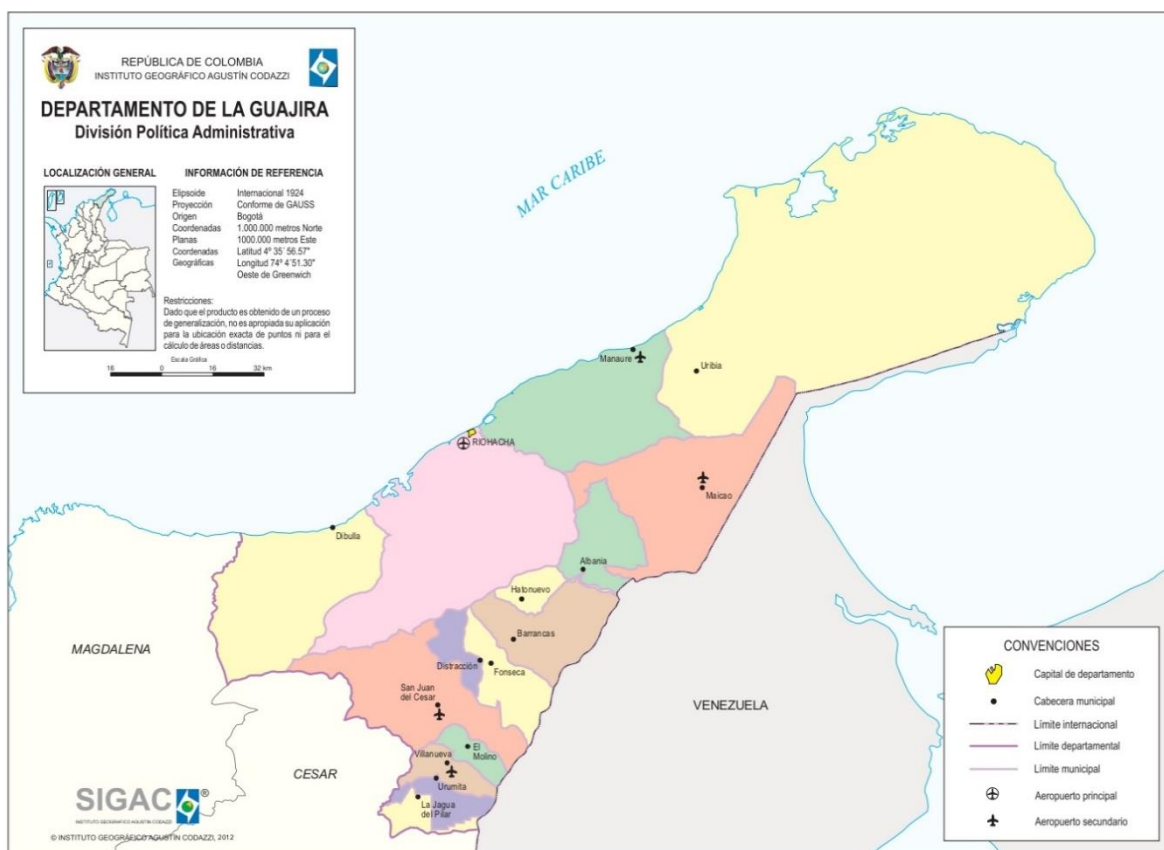 REPÚBLICA DE COLOMBIA
INSTITUTO GEOGRÁFICO AGUSTÍN CODAZZI
DEPARTAMENTO DE LA GUAJIRA
División Política Administrativa
LOCALIZACIÓN GENERAL
INFORMACIÓN DE REFERENCIA
Elipsoide Internacional 1924
Proyección Conforme de GAUSS
Origen Bogotá
Coordenadas 1.000.000 metros Norte
Planas 1000.000 metros Este
Coordenadas Latitud 4º 35´ 56.57"
Geográficas Longitud 74º 4´51.30"
Oeste de Greenwich
Restricciones:
Dado que el producto es obtenido de un proceso
de generalización, no es apropiada su aplicación
para la ubicación exacta de puntos ni para el
cálculo de áreas o distancias.
Escala Gráfica
16 0 16 32 km
MAR CARIBE
Manaure
Uribia
RIOHACHA
Maicao
Dibulla
Albania
Hatonuevo
Barrancas
MAGDALENA
Distracción
Fonseca
San Juan
del Cesar
VENEZUELA
El
Molino
Villanueva
CESAR
Urumita
La Jagua
del Pilar
CONVENCIONES
Capital de departamento
Cabecera municipal
Límite internacional
Límite departamental
Límite municipal
Aeropuerto principal
Aeropuerto secundario
SIGAC®
INSTITUTO GEOGRÁFICO AGUSTÍN CODAZZI
© INSTITUTO GEOGRÁFICO AGUSTÍN CODAZZI, 2012